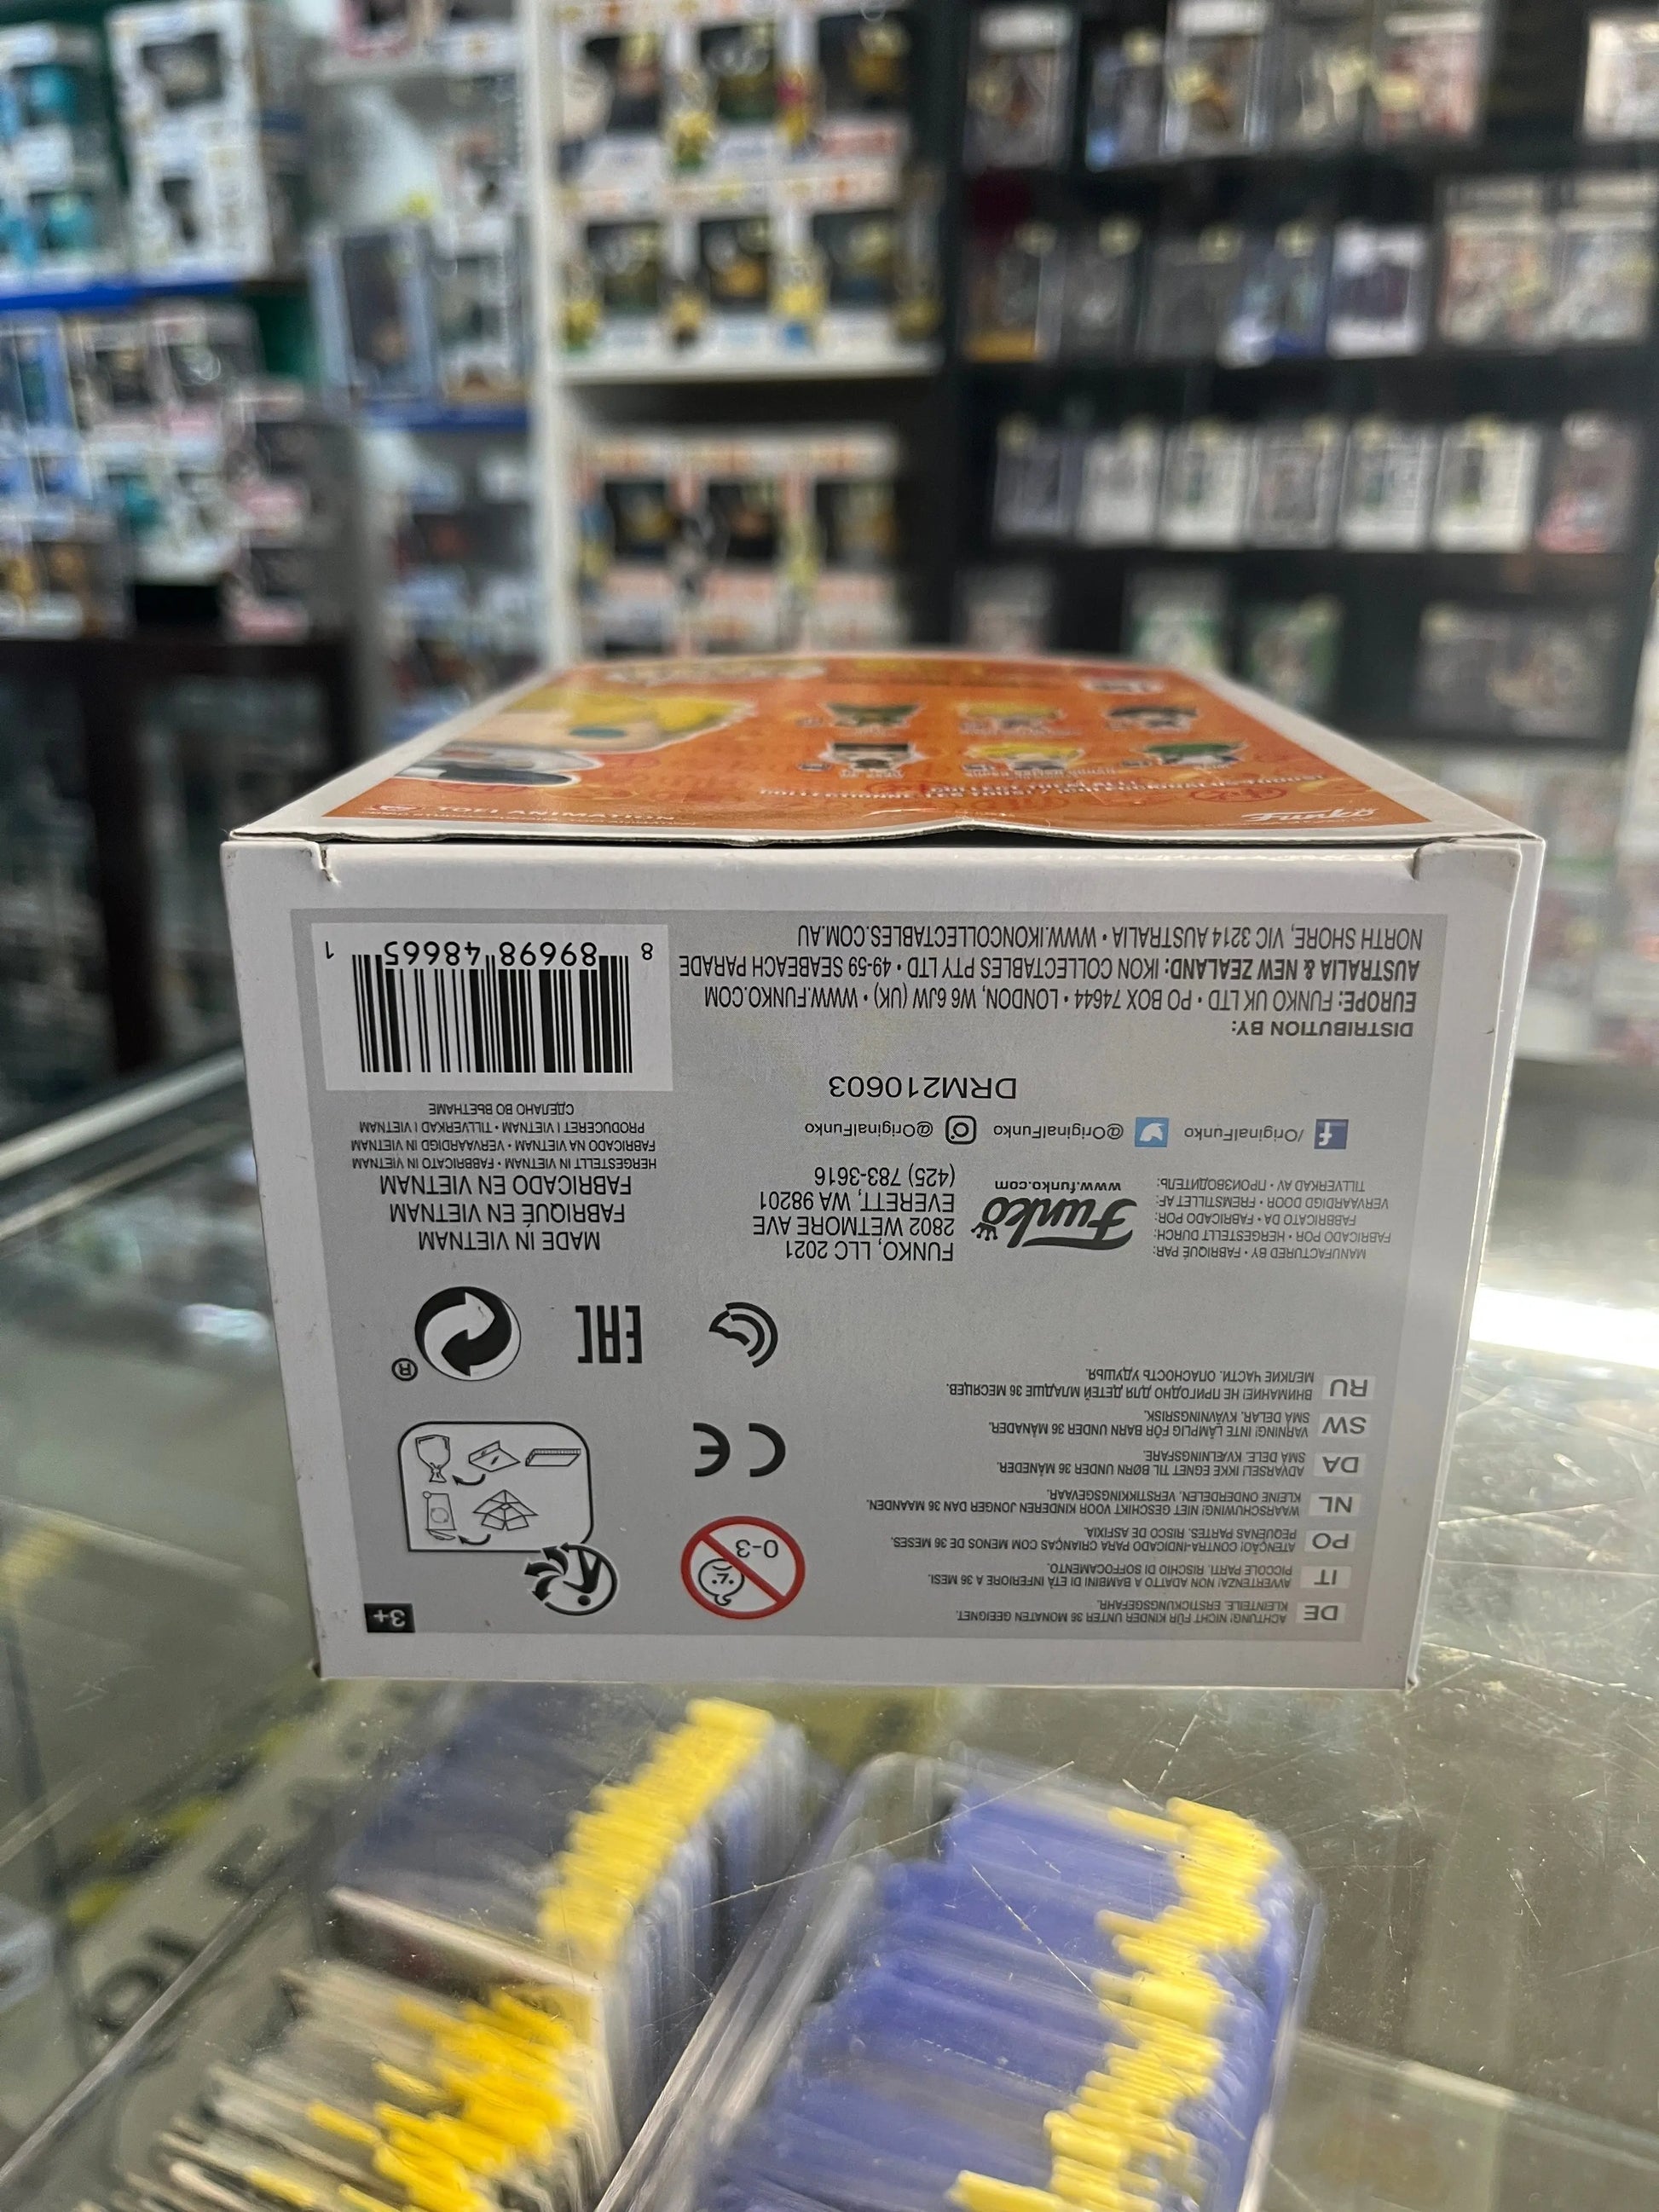 3+
DE
ACHTUNG! NICHT FÜR KINDER UNTER 36 MONATEN GEEIGNET.
KLEINTEILE. ERSTICKUNGSGEFAHR.
IT
AVVERTENZA! NON ADATTO A BAMBINI DI ETÀ INFERIORE A 36 MESI.
PICCOLE PARTI. RISCHIO DI SOFFOCAMENTO.
PO
ATENÇÃO! CONTRA-INDICADO PARA CRIANÇAS COM MENOS DE 36 MESES.
PEQUENAS PARTES. RISCO DE ASFIXIA.
NL
WAARSCHUWING! NIET GESCHIKT VOOR KINDEREN JONGER DAN 36 MAANDEN.
KLEINE ONDERDELEN. VERSTIKKINGSGEVAAR.
DA
ADVARSEL! IKKE EGNET TIL BØRN UNDER 36 MÅNEDER.
SMÅ DELE. KVÆLNINGSFARE.
SW
VARNING! INTE LÄMPLIG FÖR BARN UNDER 36 MÅNADER.
SMÅ DELAR. KVÄVNINGSRISK.
RU
ВНИМАНИЕ! НЕ ПРИГОДНО ДЛЯ ДЕТЕЙ МЛАДШЕ 36 МЕСЯЦЕВ.
МЕЛКИЕ ЧАСТИ. ОПАСНОСТЬ УДУШЬЯ.
0-3
CE
EAC
®
MANUFACTURED BY • FABRIQUÉ PAR:
FABRICADO POR • HERGESTELLT DURCH:
FABBRICATO DA • FABRICADO POR:
VERVAARDIGD DOOR • FREMSTILLET AF:
TILLVERKAD AV • ПРОИЗВОДИТЕЛЬ:
Funko
www.funko.com
FUNKO, LLC 2021
2802 WETMORE AVE
EVERETT, WA 98201
(425) 783-3616
/OriginalFunko
@OriginalFunko
@OriginalFunko
DRM210603
MADE IN VIETNAM
FABRIQUÉ EN VIETNAM
FABRICADO EN VIETNAM
HERGESTELLT IN VIETNAM • FABBRICATO IN VIETNAM
FABRICADO NA VIETNAM • VERVAARDIGD IN VIETNAM
PRODUCERET I VIETNAM • TILLVERKAD I VIETNAM
СДЕЛАНО ВО ВЬЕТНАМЕ
DISTRIBUTION BY:
EUROPE: FUNKO UK LTD • PO BOX 74644 • LONDON, W6 6JW (UK) • WWW.FUNKO.COM
AUSTRALIA & NEW ZEALAND: IKON COLLECTABLES PTY LTD • 49-59 SEABEACH PARADE
NORTH SHORE, VIC 3214 AUSTRALIA • WWW.IKONCOLLECTABLES.COM.AU
8 89698 48665 1
Funko
TOEI ANIMATION